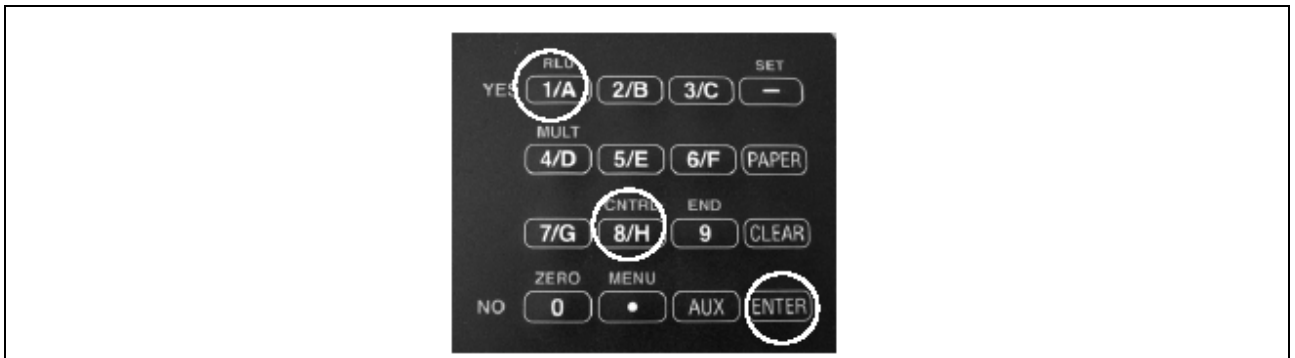 RLU SET
YES 1/A 2/B 3/C —
MULT
4/D 5/E 6/F PAPER
CNTRL END
7/G 8/H 9 CLEAR
ZERO MENU
NO 0 • AUX ENTER